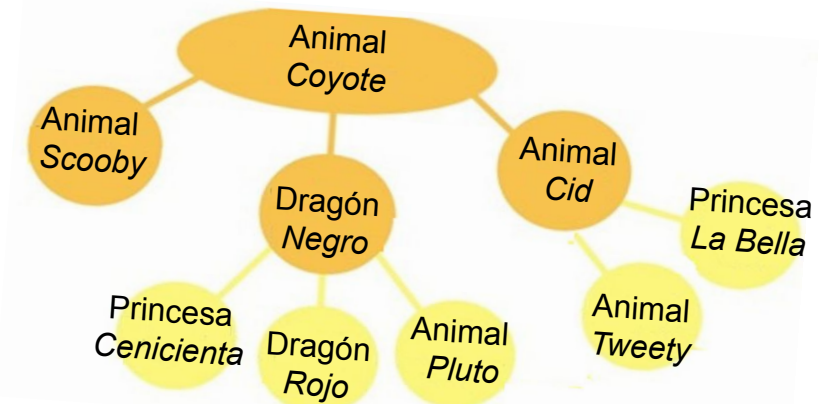 Animal
Coyote
Animal
Scooby
Dragón
Negro
Animal
Cid
Princesa
La Bella
Princesa
Cenicienta
Dragón
Rojo
Animal
Pluto
Animal
Tweety